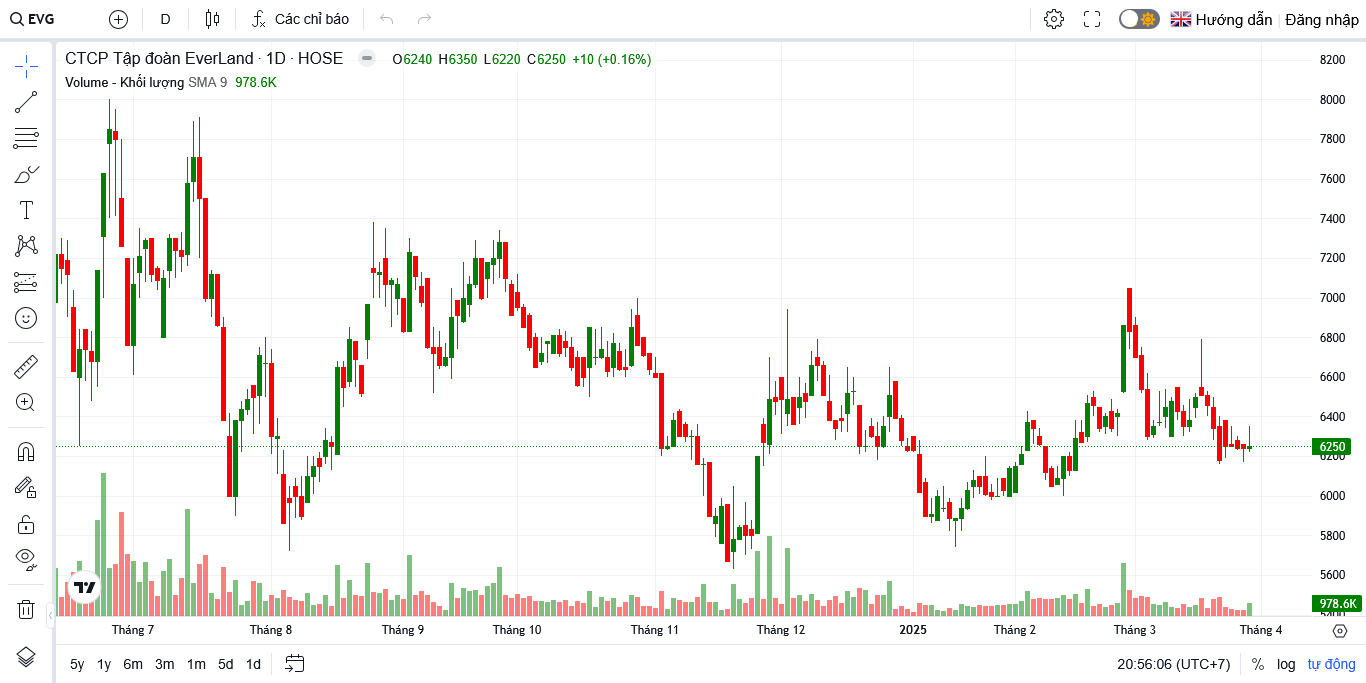 EVG D Các chỉ báo Hướng dẫn Đăng nhập
CTCP Tập đoàn EverLand · 1D · HOSE O6240 H6350 L6220 C6250 +10 (+0.16%)
Volume - Khối lượng SMA 9 978.6K
8200
8000
7800
7600
7400
7200
7000
6800
6600
6400
6250
6200
6000
5800
5600
978.6K
5400
Tháng 7 Tháng 8 Tháng 9 Tháng 10 Tháng 11 Tháng 12 2025 Tháng 2 Tháng 3 Tháng 4
5y 1y 6m 3m 1m 5d 1d 20:56:06 (UTC+7) % log tự động